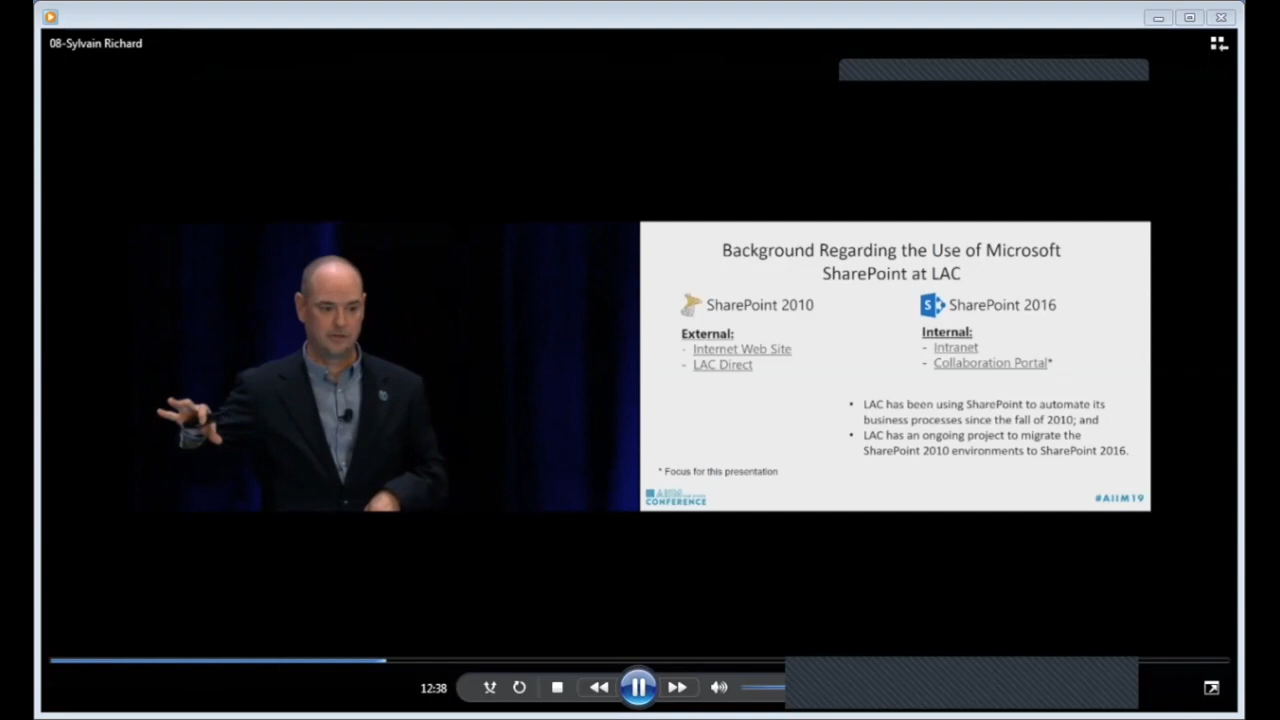 08-Sylvain Richard
Background Regarding the Use of Microsoft
SharePoint at LAC
SharePoint 2010
External:
- Internet Web Site
- LAC Direct
S SharePoint 2016
Internal:
- Intranet
- Collaboration Portal*
• LAC has been using SharePoint to automate its
business processes since the fall of 2010; and
• LAC has an ongoing project to migrate the
SharePoint 2010 environments to SharePoint 2016.
* Focus for this presentation
AIIM
CONFERENCE
#AIIM19
12:38